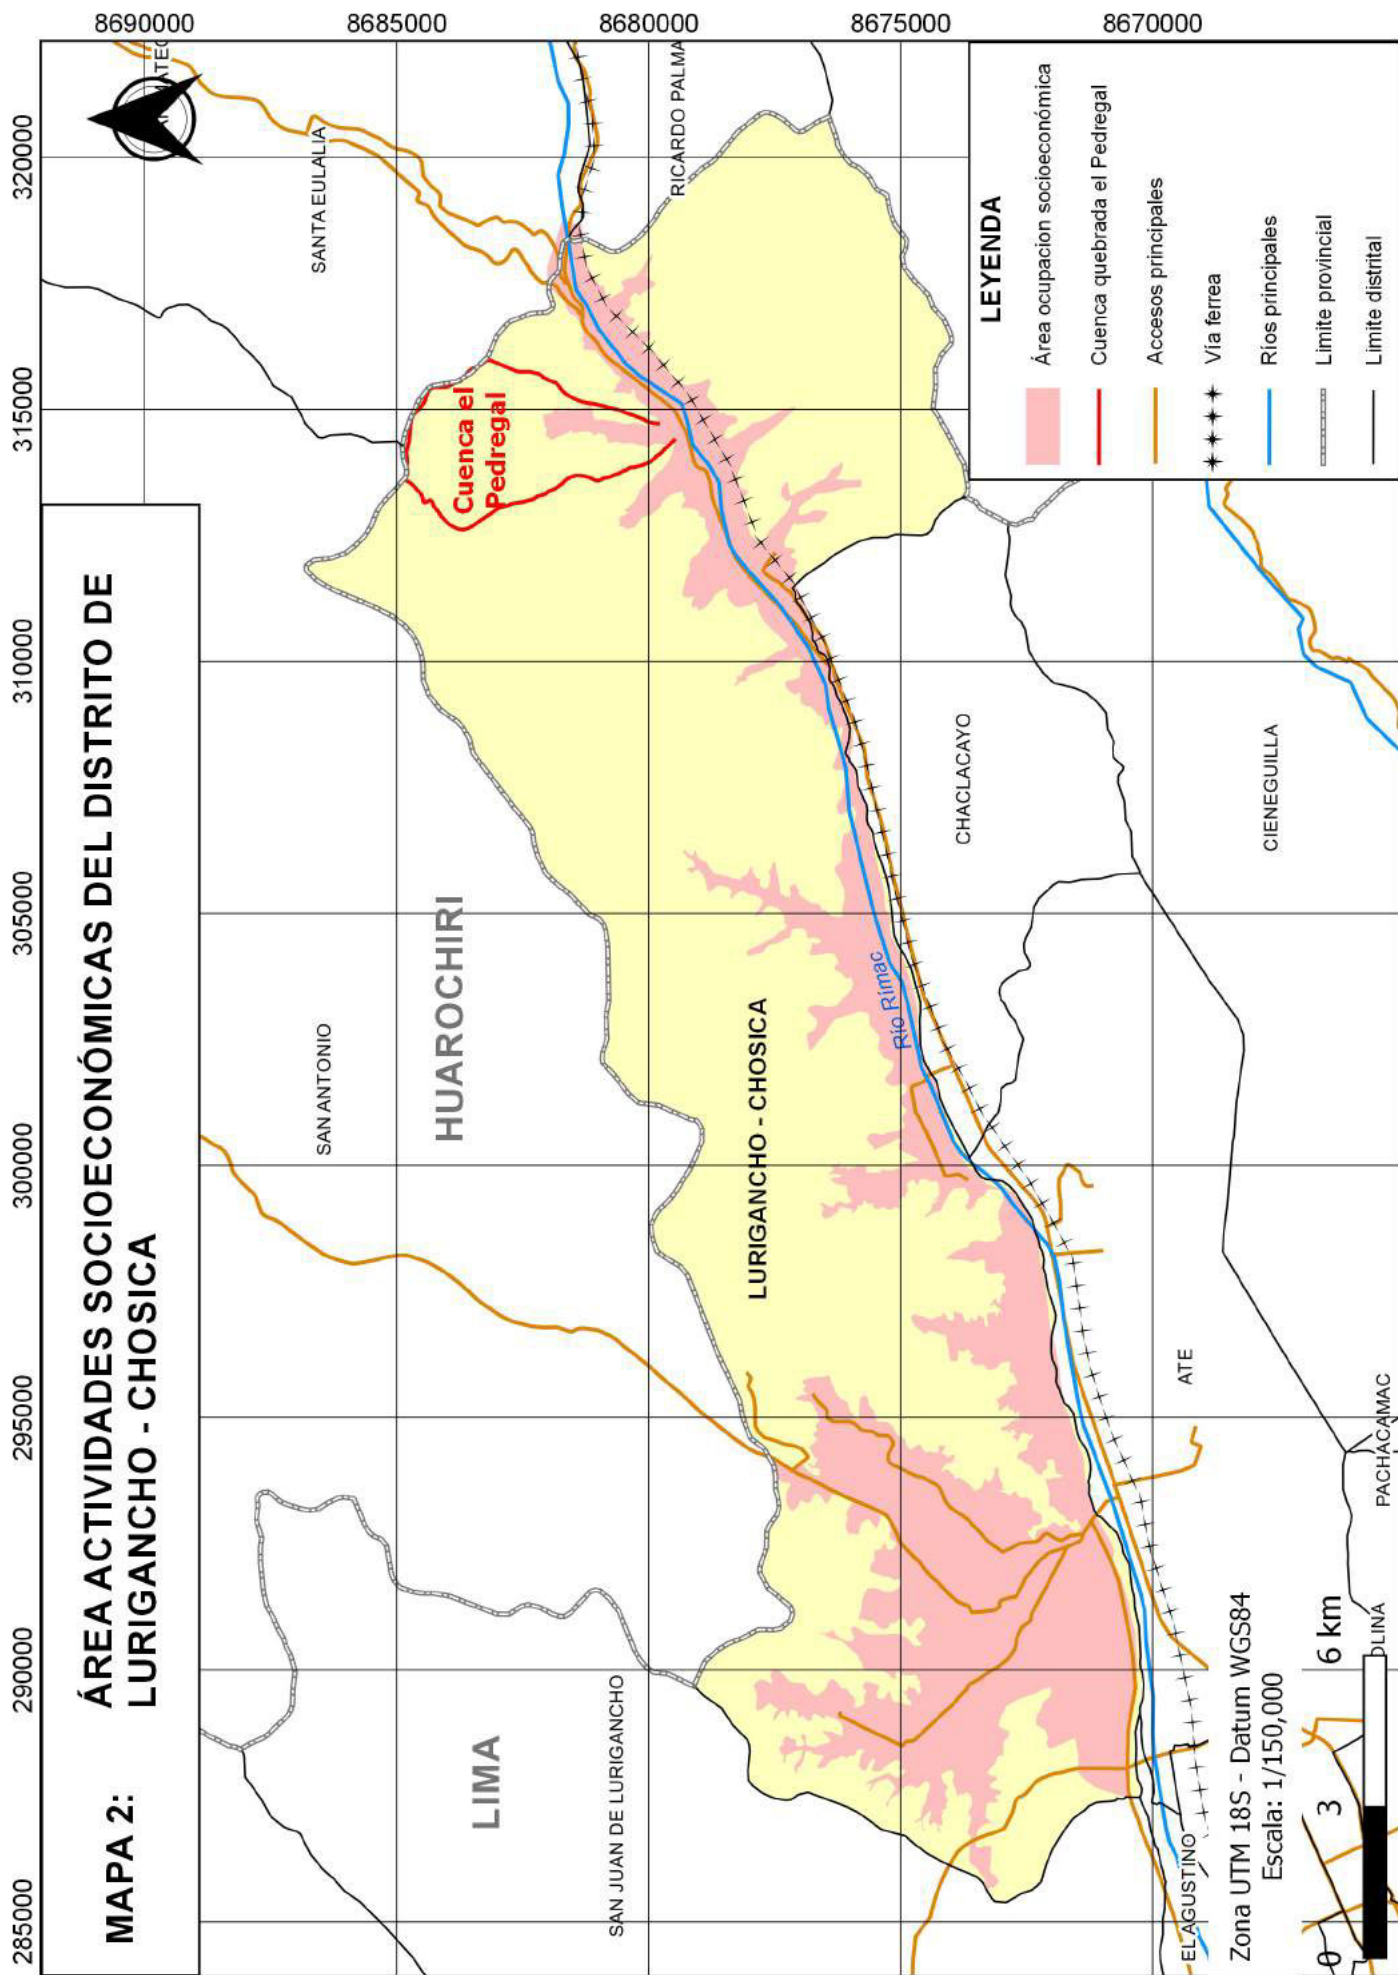 MAPA 2: ÁREA ACTIVIDADES SOCIOECONÓMICAS DEL DISTRITO DE
LURIGANCHO - CHOSICA
285000
290000
295000
300000
305000
310000
315000
320000
8690000
8685000
8680000
8675000
8670000
SANTA EULALIA
RICARDO PALMA
Cuenca el
Pedregal
SAN ANTONIO
HUAROCHIRI
LURIGANCHO - CHOSICA
Río Rímac
LIMA
SAN JUAN DE LURIGANCHO
CHACLACAYO
CIENEGUILLA
ATE
PACHACAMAC
EL AGUSTINO
OLINA
LEYENDA
Área ocupacion socioeconómica
Cuenca quebrada el Pedregal
Accesos principales
Vía ferrea
Ríos principales
Limite provincial
Limite distrital
Zona UTM 18S - Datum WGS84
Escala: 1/150,000
0 3 6 km